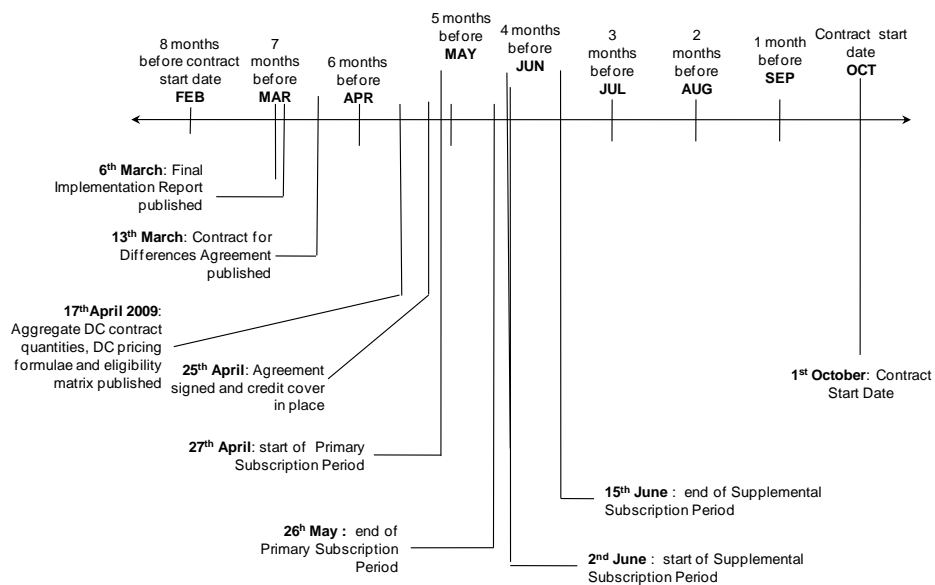 8 months
before contract
start date
FEB
7
months
before
MAR
6 months
before
APR
5 months
before
MAY
4 months
before
JUN
3
months
before
JUL
2
months
before
AUG
1 month
before
SEP
Contract start
date
OCT
6th March: Final
Implementation Report
published
13th March: Contract for
Differences Agreement
published
17thApril 2009:
Aggregate DC contract
quantities, DC pricing
formulae and eligibility
matrix published
25th April: Agreement
signed and credit cover
in place
1st October: Contract
Start Date
27th April: start of Primary
Subscription Period
15th June : end of Supplemental
Subscription Period
26h May : end of
Primary Subscription
Period
2nd June : start of Supplemental
Subscription Period